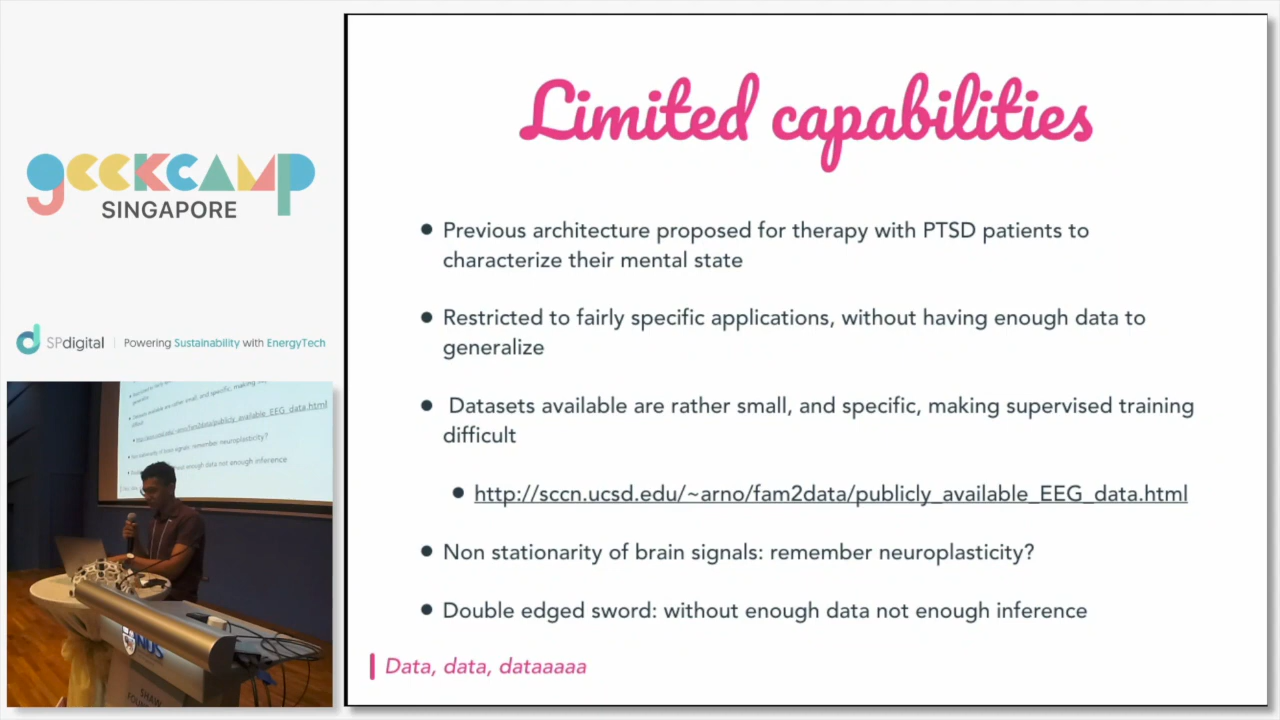 geekcamp
SINGAPORE
SPdigital | Powering Sustainability with EnergyTech
Limited capabilities
● Previous architecture proposed for therapy with PTSD patients to
characterize their mental state
● Restricted to fairly specific applications, without having enough data to
generalize
● Datasets available are rather small, and specific, making supervised training
difficult
● http://sccn.ucsd.edu/~arno/fam2data/publicly_available_EEG_data.html
● Non stationarity of brain signals: remember neuroplasticity?
● Double edged sword: without enough data not enough inference
Data, data, dataaaaa
NUS
SHAW